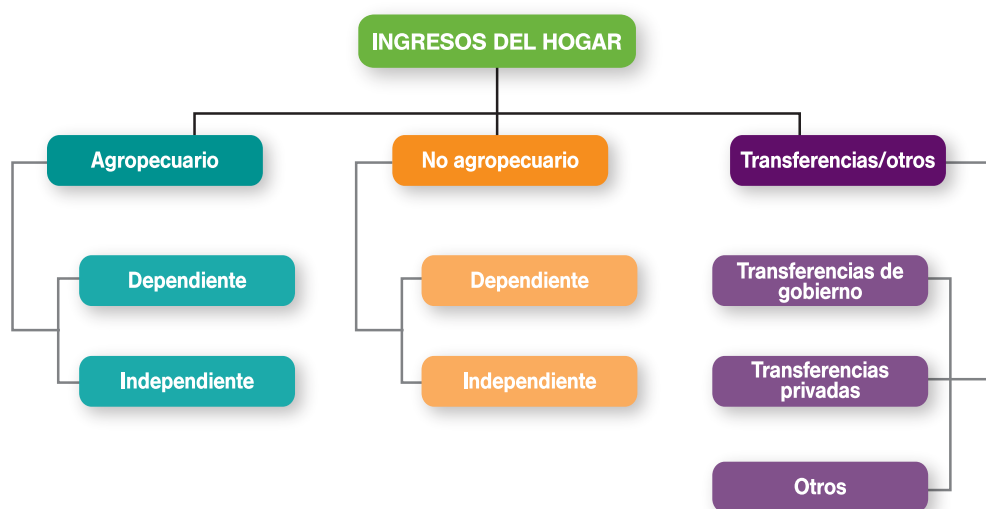 INGRESOS DEL HOGAR
Agropecuario
No agropecuario
Transferencias/otros
Dependiente
Dependiente
Transferencias de
gobierno
Independiente
Independiente
Transferencias
privadas
Otros